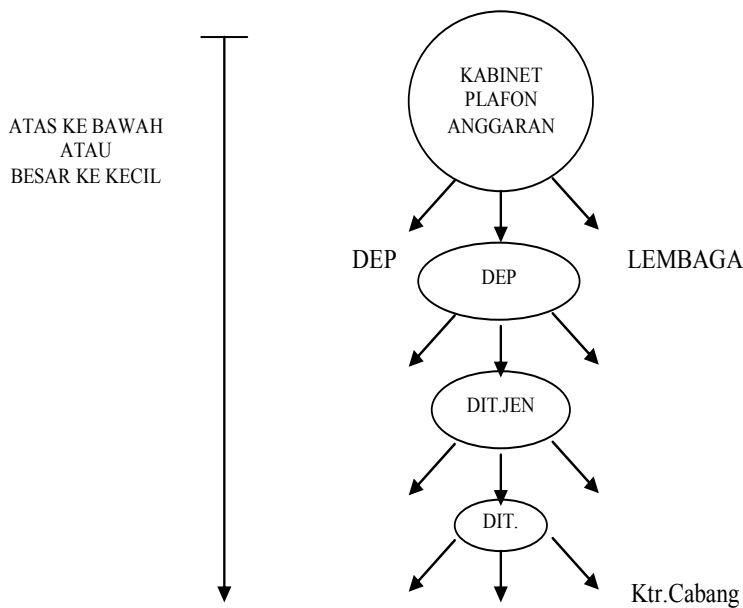 KABINET
PLAFON
ANGGARAN
ATAS KE BAWAH
ATAU
BESAR KE KECIL
DEP
DEP
LEMBAGA
DIT.JEN
DIT.
Ktr.Cabang